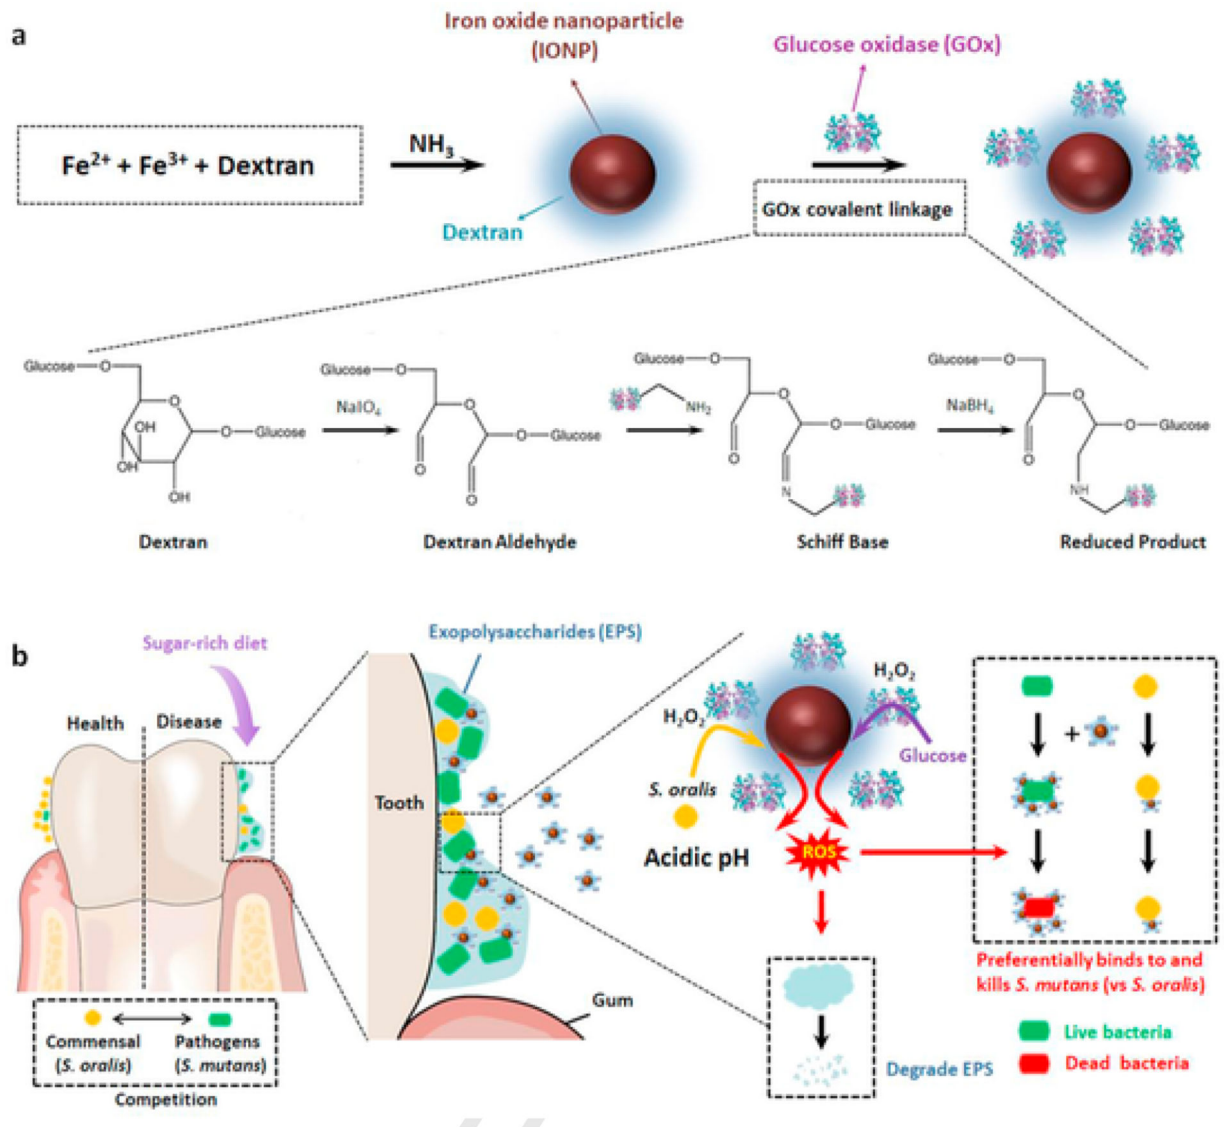 a
Iron oxide nanoparticle
(IONP)
Glucose oxidase (GOx)
Fe²⁺ + Fe³⁺ + Dextran
NH₃
Dextran
GOx covalent linkage
Glucose
O
O
OH
OH
OH
O
Glucose
NaIO₄
Glucose
O
O
O
Glucose
O
O
NH₂
Glucose
O
O
O
Glucose
O
N
NaBH₄
Glucose
O
O
O
Glucose
O
NH
Dextran
Dextran Aldehyde
Schiff Base
Reduced Product
b
Sugar-rich diet
Health
Disease
Commensal
(S. oralis)
Pathogens
(S. mutans)
Competition
Exopolysaccharides (EPS)
Tooth
Gum
H₂O₂
H₂O₂
Glucose
S. oralis
Acidic pH
ROS
Degrade EPS
+
Preferentially binds to and
kills S. mutans (vs S. oralis)
Live bacteria
Dead bacteria